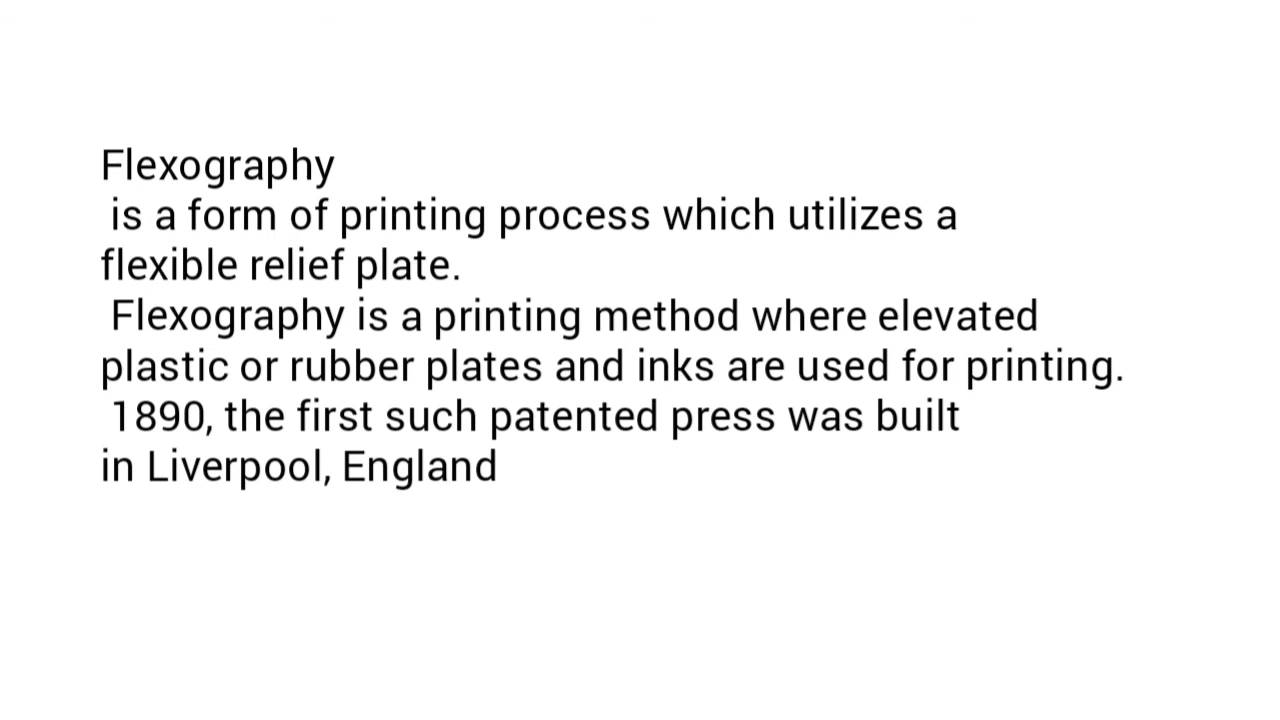 Flexography
is a form of printing process which utilizes a
flexible relief plate.
Flexography is a printing method where elevated
plastic or rubber plates and inks are used for printing.
1890, the first such patented press was built
in Liverpool, England